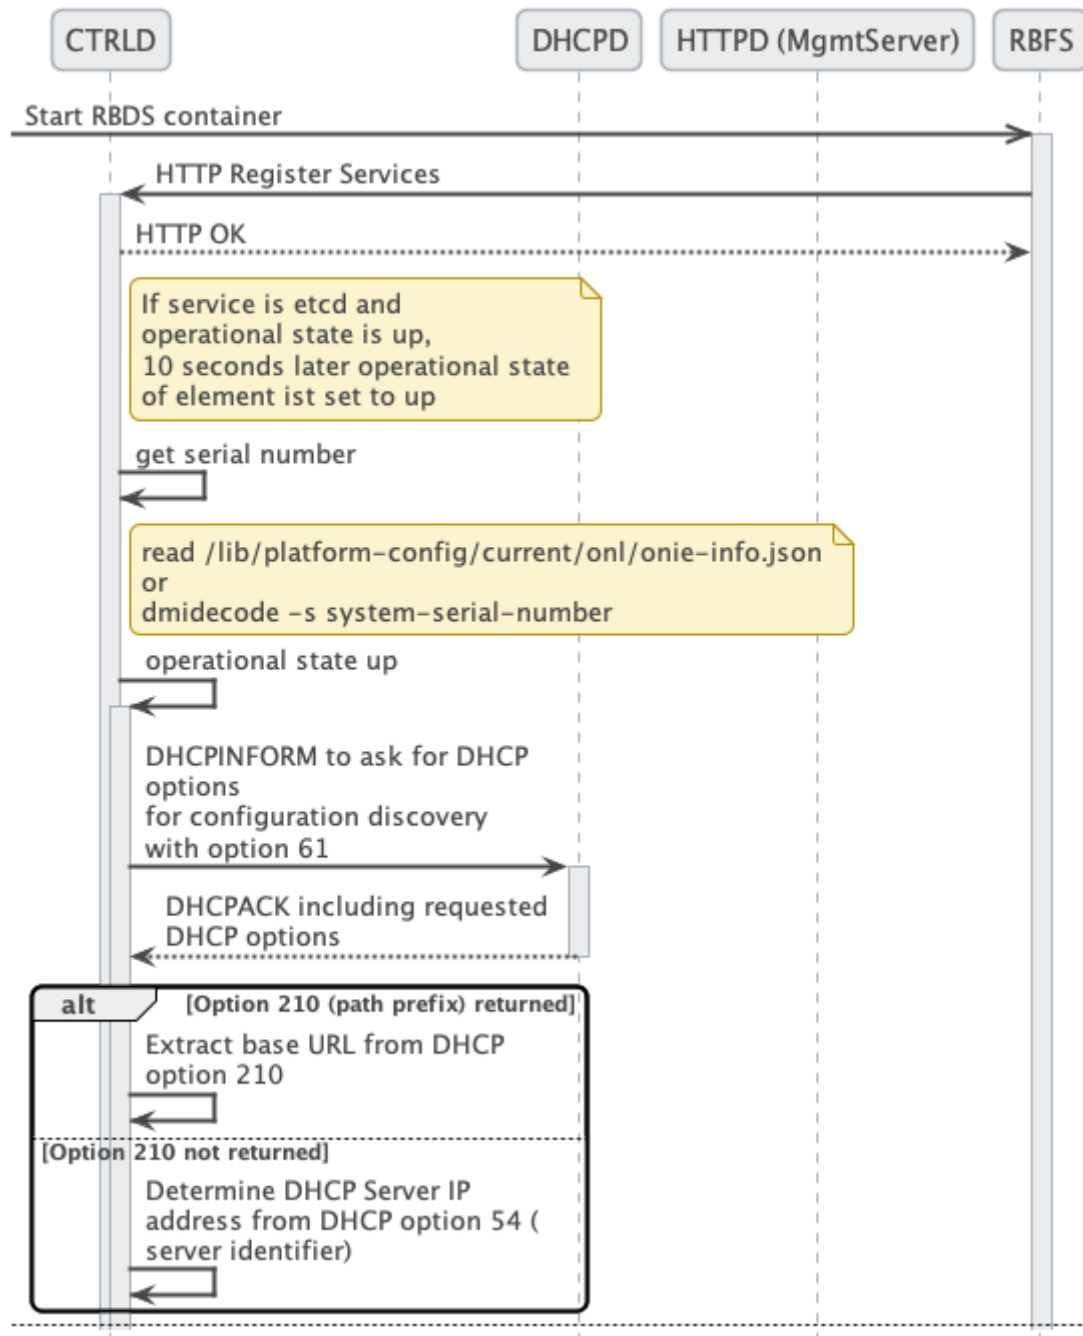 CTRLD
DHCPD
HTTPD (MgmtServer)
RBFS
Start RBDS container
HTTP Register Services
HTTP OK
If service is etcd and
operational state is up,
10 seconds later operational state
of element ist set to up
get serial number
read /lib/platform-config/current/onl/onie-info.json
or
dmidecode -s system-serial-number
operational state up
DHCPINFORM to ask for DHCP
options
for configuration discovery
with option 61
DHCPACK including requested
DHCP options
alt
[Option 210 (path prefix) returned]
Extract base URL from DHCP
option 210
[Option 210 not returned]
Determine DHCP Server IP
address from DHCP option 54 (
server identifier)